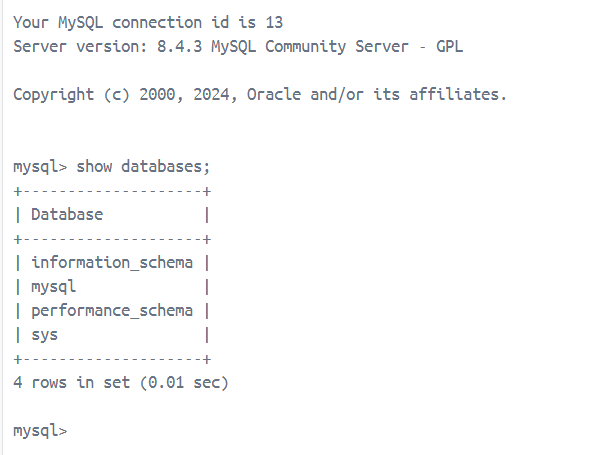 Your MySQL connection id is 13
Server version: 8.4.3 MySQL Community Server - GPL
Copyright (c) 2000, 2024, Oracle and/or its affiliates.
mysql> show databases;
+--------------------+
| Database           |
+--------------------+
| information_schema |
| mysql              |
| performance_schema |
| sys                |
+--------------------+
4 rows in set (0.01 sec)
mysql>